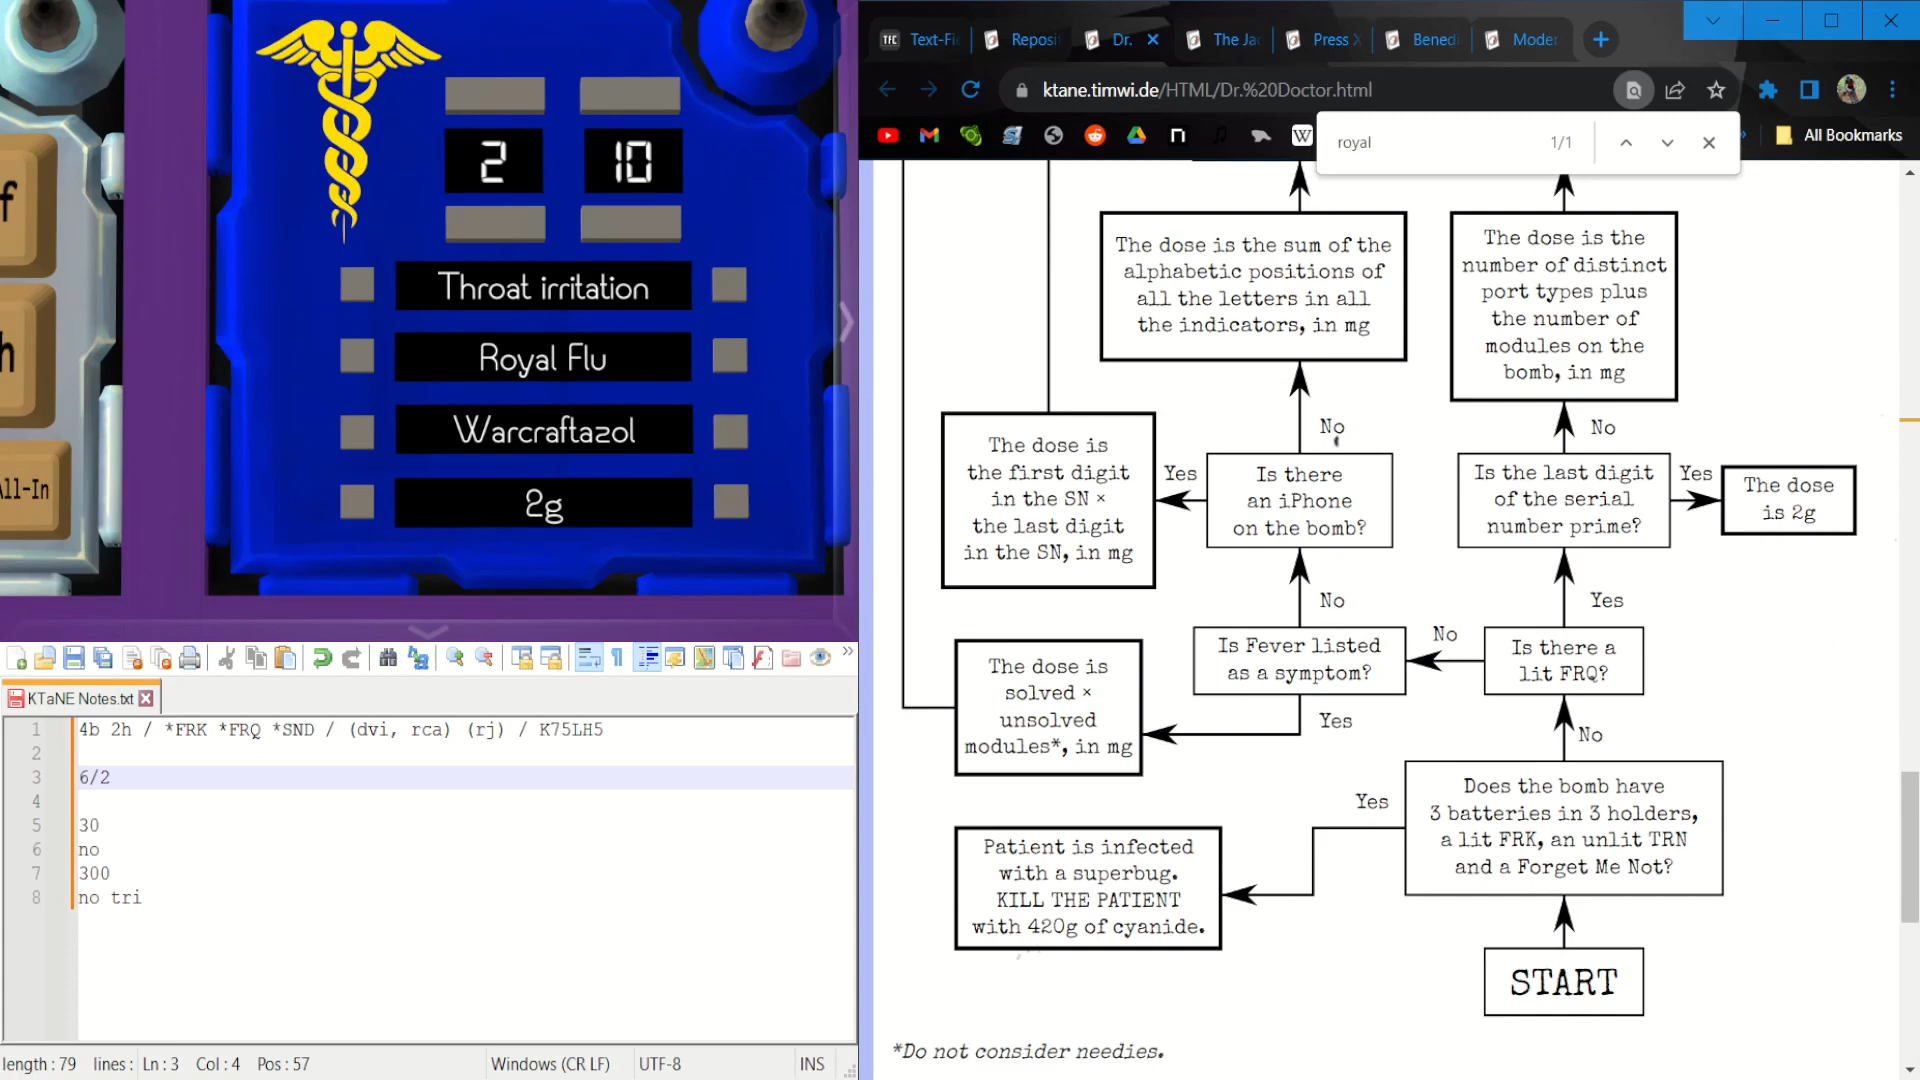 f
h
All-In
2
10
Throat irritation
Royal Flu
Warcraftazol
2g
Dr.
The Jac
Press X
Benedi
Moder
TFC
Text-Fi
Reposit
ktane.timwi.de/HTML/Dr.%20Doctor.html
royal
1/1
W
All Bookmarks
The dose is the sum of the
alphabetic positions of
all the letters in all
the indicators, in mg
The dose is the
number of distinct
port types plus
the number of
modules on the
bomb, in mg
No
No
The dose is
the first digit
in the SN ×
the last digit
in the SN, in mg
Yes
Is there
an iPhone
on the bomb?
Is the last digit
of the serial
number prime?
Yes
The dose
is 2g
No
Yes
The dose is
solved ×
unsolved
modules*, in mg
Is Fever listed
as a symptom?
No
Is there a
lit FRQ?
Yes
No
Patient is infected
with a superbug.
KILL THE PATIENT
with 420g of cyanide.
Yes
Does the bomb have
3 batteries in 3 holders,
a lit FRK, an unlit TRN
and a Forget Me Not?
START
*Do not consider needies.
KTaNE Notes.txt
1 4b 2h / *FRK *FRQ *SND / (dvi, rca) (rj) / K75LH5
2
3 6/2
4
5 30
6 no
7 300
8 no tri
length : 79 lines : Ln : 3 Col : 4 Pos : 57 Windows (CR LF) UTF-8 INS